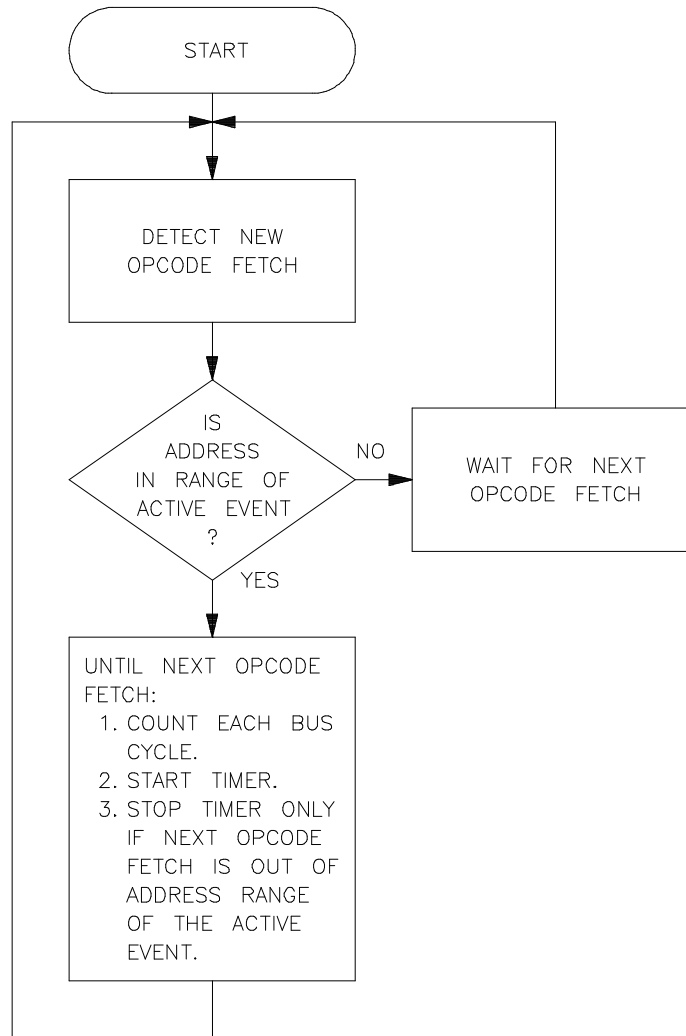 START
DETECT NEW
OPCODE FETCH
IS
ADDRESS
IN RANGE OF
ACTIVE EVENT
?
NO
WAIT FOR NEXT
OPCODE FETCH
YES
UNTIL NEXT OPCODE
FETCH:
1. COUNT EACH BUS
CYCLE.
2. START TIMER.
3. STOP TIMER ONLY
IF NEXT OPCODE
FETCH IS OUT OF
ADDRESS RANGE
OF THE ACTIVE
EVENT.